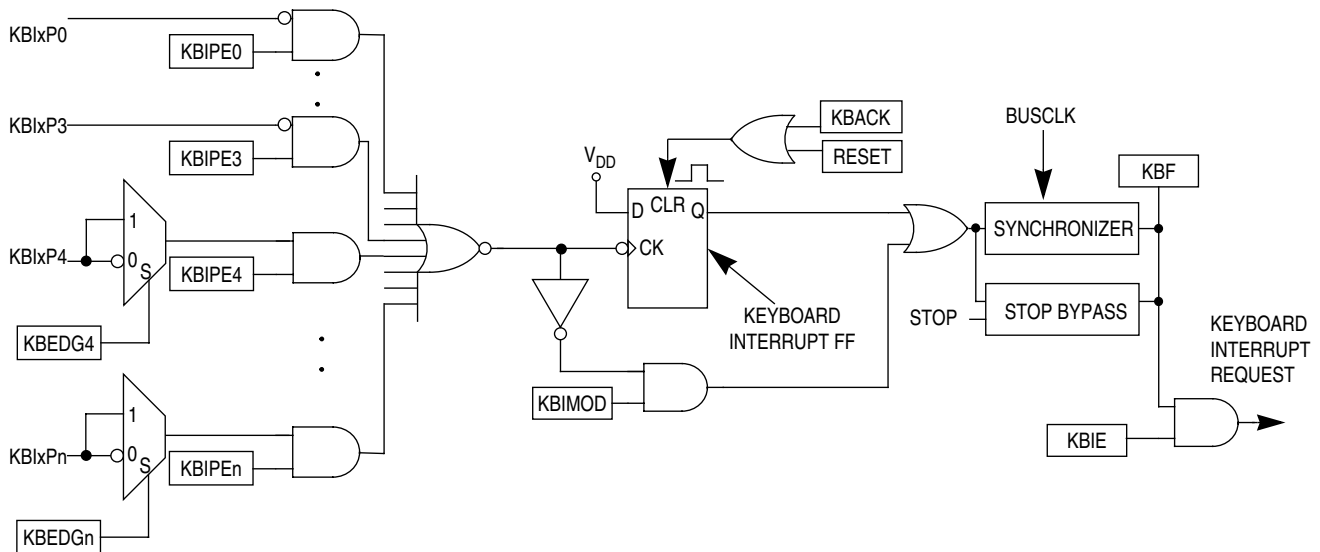 KBIxP0
KBIPE0
KBIxP3
KBIPE3
KBIxP4
1
0
S
KBIPE4
KBEDG4
KBIxPn
1
0
S
KBIPEn
KBEDGn
VDD
D CLR Q
CK
KBACK
RESET
KEYBOARD
INTERRUPT FF
KBIMOD
BUSCLK
SYNCHRONIZER
STOP
STOP BYPASS
KBF
KBIE
KEYBOARD
INTERRUPT
REQUEST